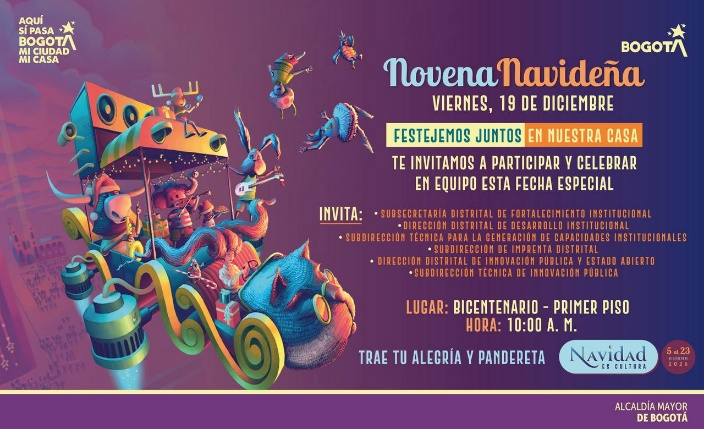 AQUÍ
SÍ PASA
BOGOTÁ
MI CIUDAD
MI CASA
BOGOTÁ
Novena Navideña
VIERNES, 19 DE DICIEMBRE
FESTEJEMOS JUNTOS EN NUESTRA CASA
TE INVITAMOS A PARTICIPAR Y CELEBRAR
EN EQUIPO ESTA FECHA ESPECIAL
INVITA: • SUBSECRETARÍA DISTRITAL DE FORTALECIMIENTO INSTITUCIONAL
• DIRECCIÓN DISTRITAL DE DESARROLLO INSTITUCIONAL
• SUBDIRECCIÓN TÉCNICA PARA LA GENERACIÓN DE CAPACIDADES INSTITUCIONALES
• SUBDIRECCIÓN DE IMPRENTA DISTRITAL
• DIRECCIÓN DISTRITAL DE INNOVACIÓN PÚBLICA Y ESTADO ABIERTO
• SUBDIRECCIÓN TÉCNICA DE INNOVACIÓN PÚBLICA
LUGAR: BICENTENARIO - PRIMER PISO
HORA: 10:00 A. M.
TRAE TU ALEGRÍA Y PANDERETA
NAVIDAD
ES CULTURA
5 al 23
DICIEMBRE
2025
ALCALDÍA MAYOR
DE BOGOTÁ